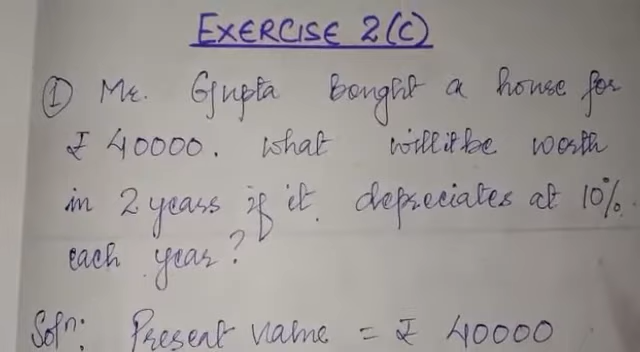 EXERCISE 2(C)
① Mr. Gupta bought a house for
₹ 40000. What will it be worth
in 2 years if it depreciates at 10%
each year?
Solⁿ: Present value = ₹ 40000